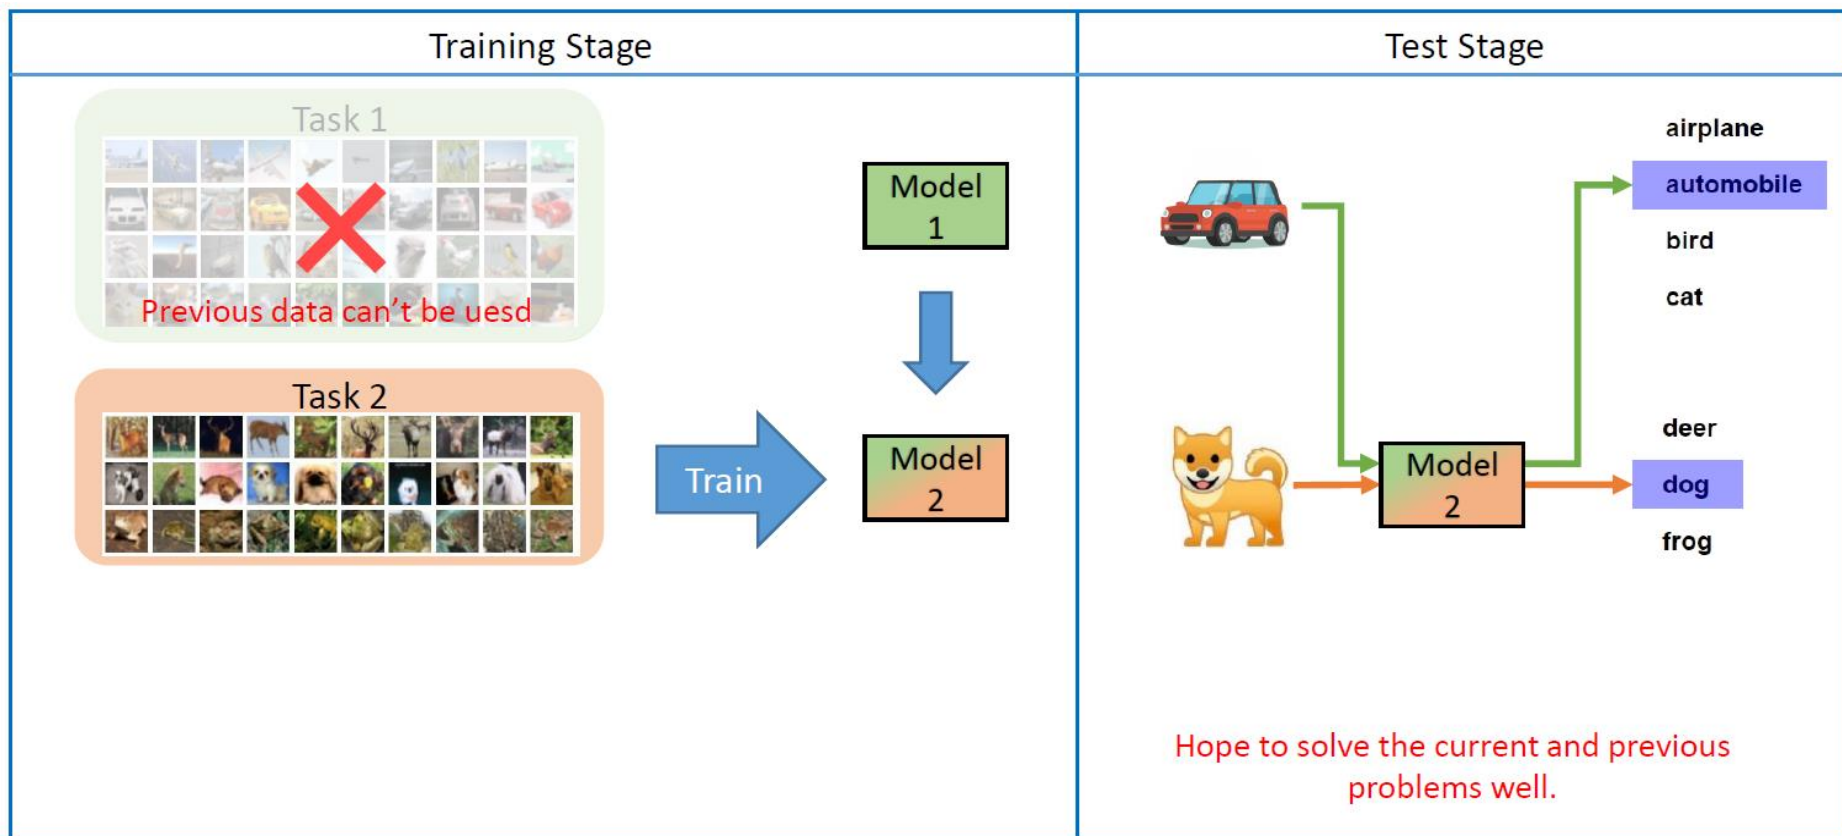 Training Stage
Test Stage
Task 1
Previous data can't be uesd
Task 2
Train
Model
1
Model
2
Model
2
airplane
automobile
bird
cat
deer
dog
frog
Hope to solve the current and previous
problems well.